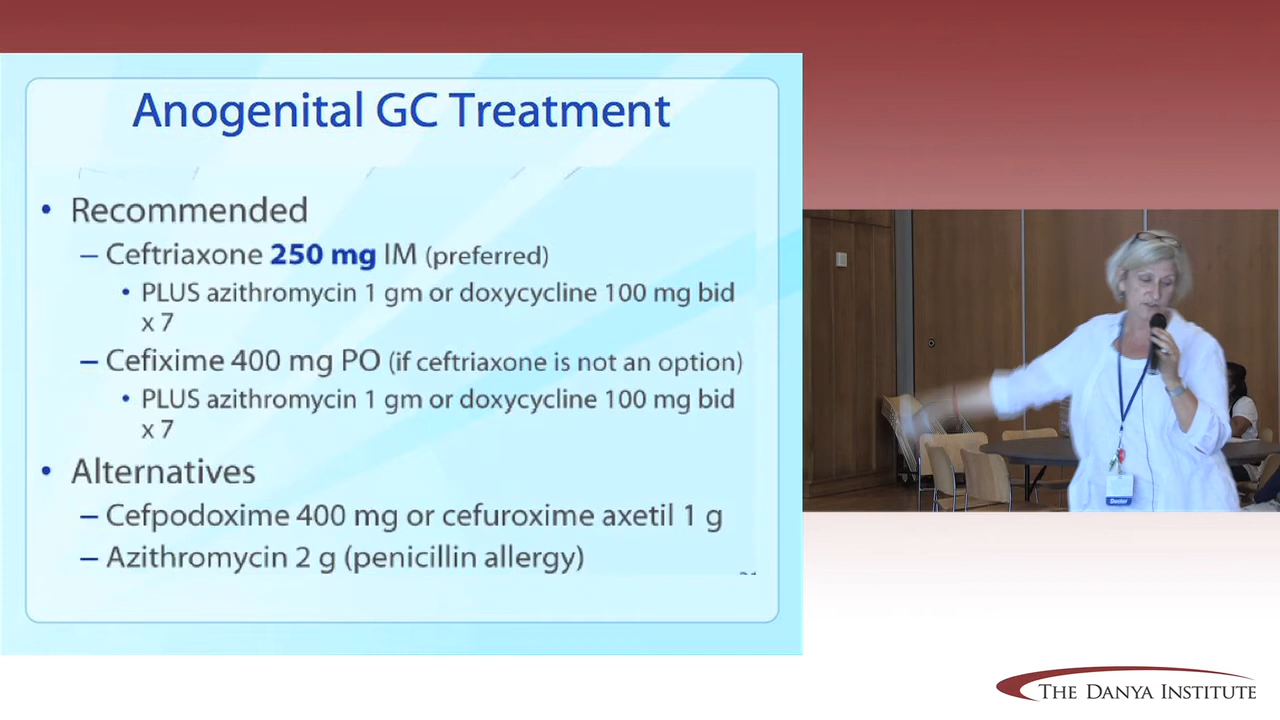 Anogenital GC Treatment
• Recommended
– Ceftriaxone 250 mg IM (preferred)
• PLUS azithromycin 1 gm or doxycycline 100 mg bid
x 7
– Cefixime 400 mg PO (if ceftriaxone is not an option)
• PLUS azithromycin 1 gm or doxycycline 100 mg bid
x 7
• Alternatives
– Cefpodoxime 400 mg or cefuroxime axetil 1 g
– Azithromycin 2 g (penicillin allergy)
THE DANYA INSTITUTE